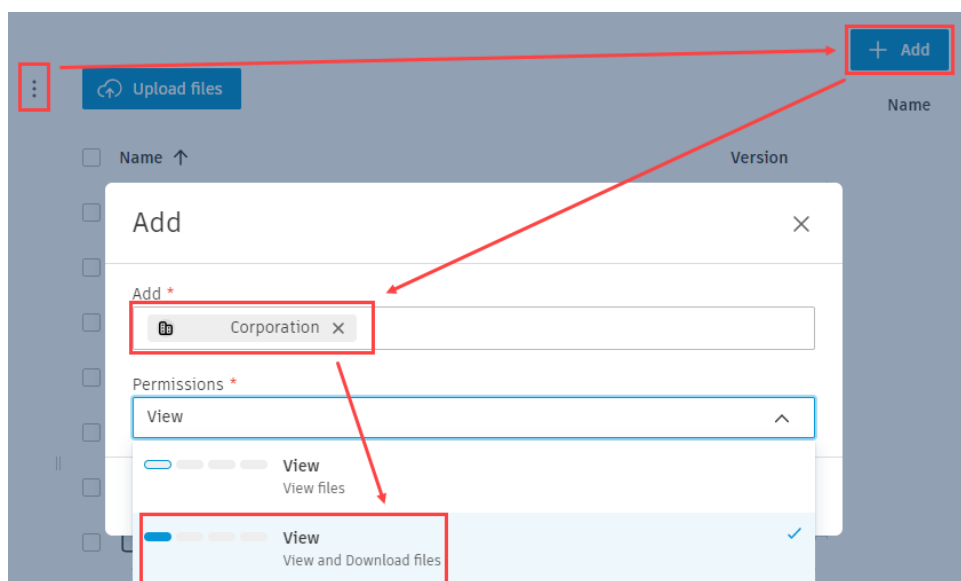 + Add
Upload files
Name
Name ↑
Version
Add
Add *
Corporation
Permissions *
View
View
View files
View
View and Download files